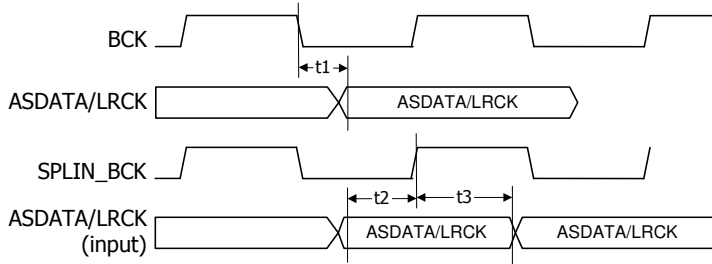 BCK
t1
ASDATA/LRCK
ASDATA/LRCK
SPLIN_BCK
t2
t3
ASDATA/LRCK
(input)
ASDATA/LRCK
ASDATA/LRCK